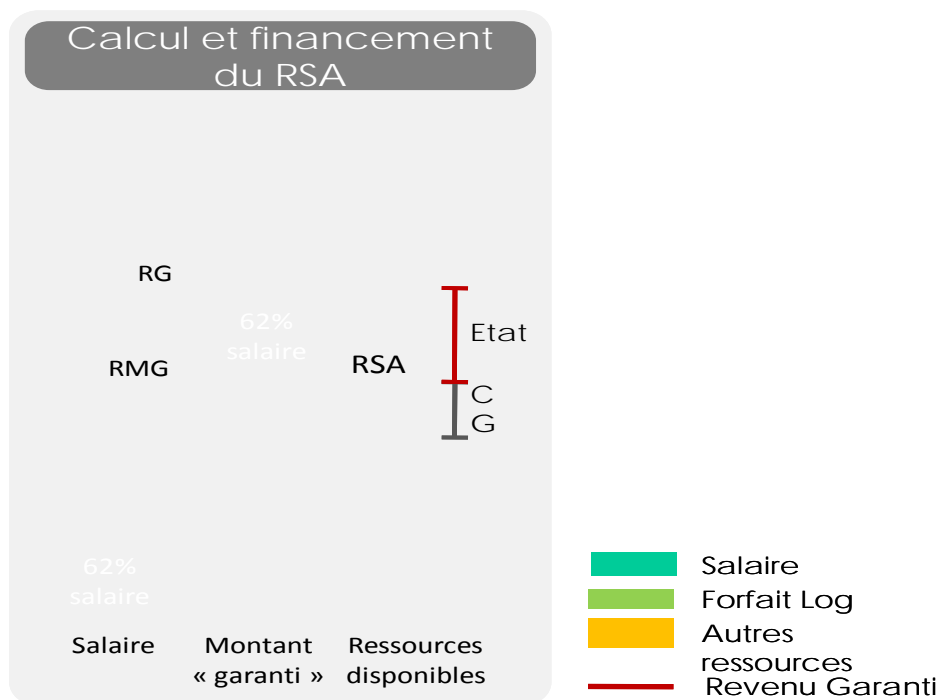 Calcul et financement
du RSA
RG
62%
salaire
Etat
RMG
RSA
C
G
62%
salaire
Salaire
Montant
« garanti »
Ressources
disponibles
Salaire
Forfait Log
Autres
ressources
Revenu Garanti